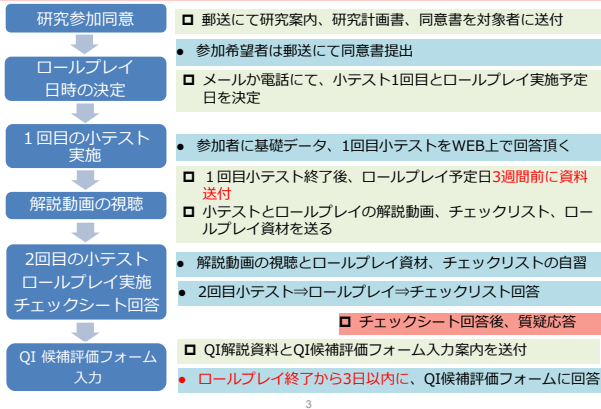 研究参加同意
郵送にて研究案内、研究計画書、同意書を対象者に送付
参加希望者は郵送にて同意書提出
ロールプレイ
日時の決定
メールか電話にて、小テスト1回目とロールプレイ実施予定
日を決定
１回目の小テスト
実施
参加者に基礎データ、1回目小テストをWEB上で回答頂く
１回目小テスト終了後、ロールプレイ予定日3週間前に資料
送付
解説動画の視聴
小テストとロールプレイの解説動画、チェックリスト、ロー
ルプレイ資材を送る
2回目の小テスト
ロールプレイ実施
チェックシート回答
解説動画の視聴とロールプレイ資材、チェックリストの自習
2回目小テスト⇒ロールプレイ⇒チェックリスト回答
チェックシート回答後、質疑応答
QI 候補評価フォーム
入力
QI解説資料とQI候補評価フォーム入力案内を送付
ロールプレイ終了から3日以内に、QI候補評価フォームに回答
3